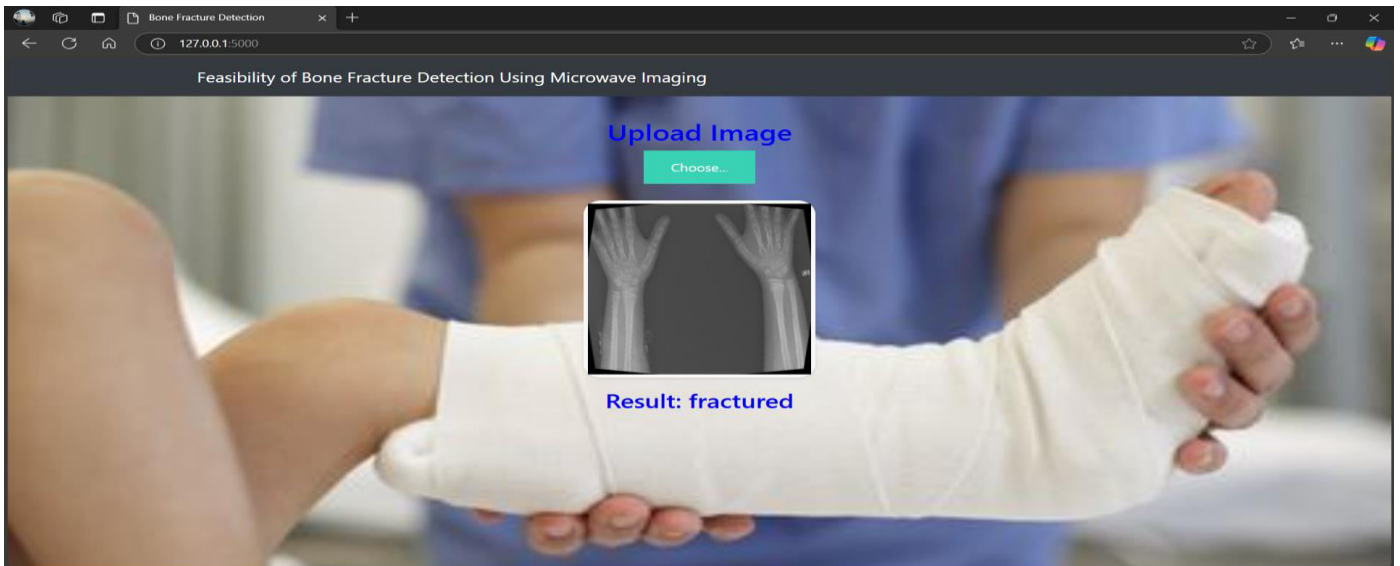 Bone Fracture Detection
127.0.0.1:5000
Feasibility of Bone Fracture Detection Using Microwave Imaging
Upload Image
Choose...
Result: fractured